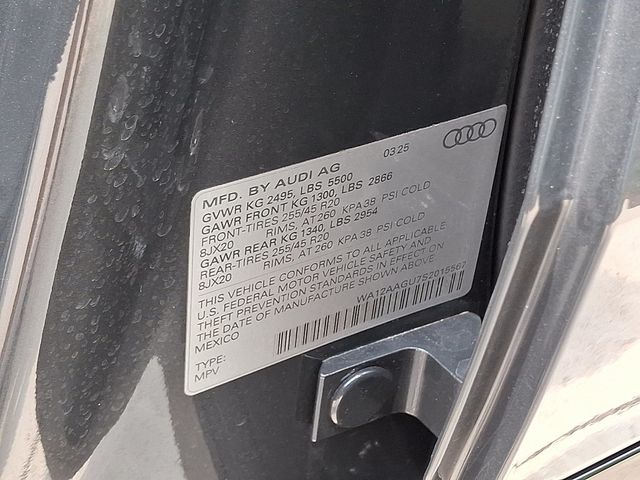 MFD. BY AUDI AG 03 25
GVWR KG 2495, LBS 5500
GAWR FRONT KG 1300, LBS 2866
FRONT-TIRES 255/45 R20
8JX20 RIMS, AT 260 KPA 38 PSI COLD
GAWR REAR KG 1340, LBS 2954
REAR-TIRES 255/45 R20
8JX20 RIMS, AT 260 KPA 38 PSI COLD
THIS VEHICLE CONFORMS TO ALL APPLICABLE
U.S. FEDERAL MOTOR VEHICLE SAFETY AND
THEFT PREVENTION STANDARDS IN EFFECT ON
THE DATE OF MANUFACTURE SHOWN ABOVE.
MEXICO WA12AAGU7S2015567
TYPE:
MPV